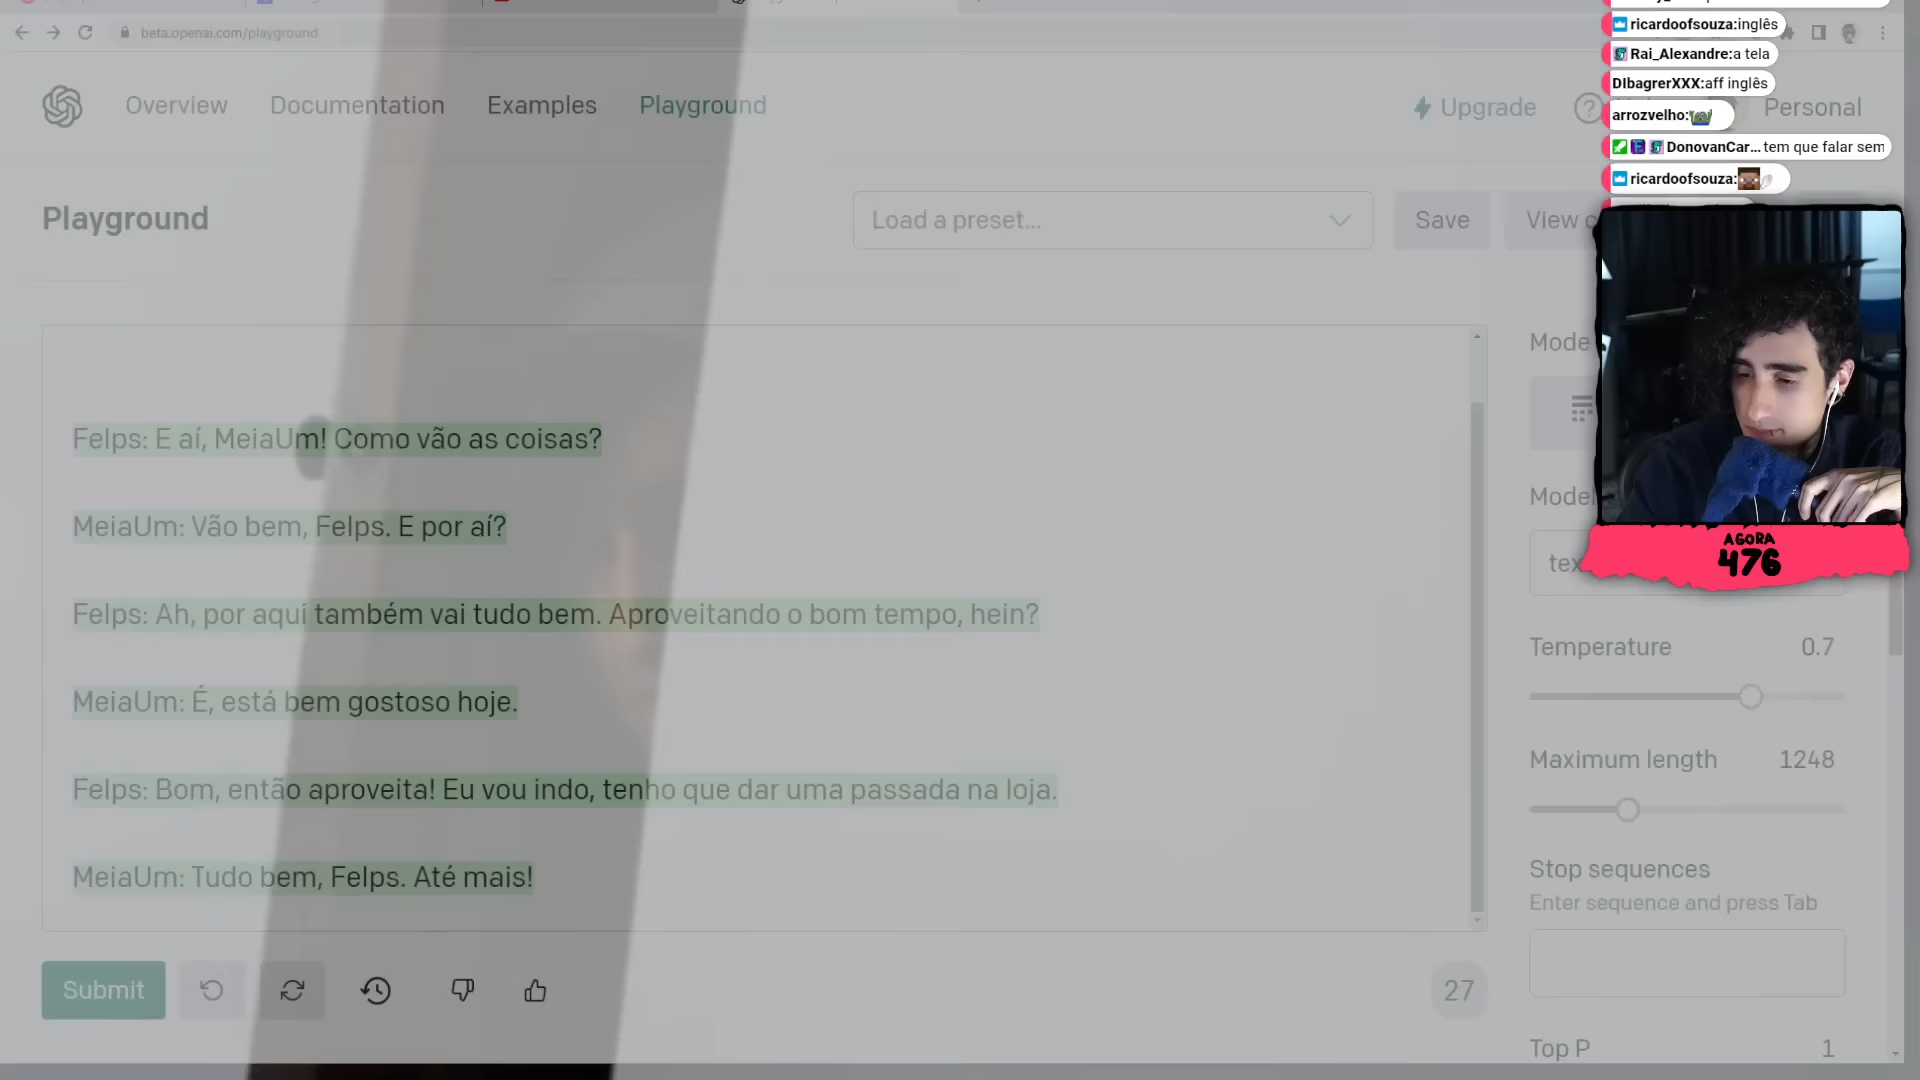 ricardoofsouza:inglês
beta.openai.com/playground
Rai_Alexandre:a tela
DIbagrerXXX:aff inglês
Overview Documentation Examples Playground
Upgrade
Personal
arrozvelho:
DonovanCar... tem que falar sem
ricardoofsouza:
Playground
Load a preset...
Save
View
Mode
Felps: E aí, MeiaUm! Como vão as coisas?
MeiaUm: Vão bem, Felps. E por aí?
Model
AGORA
476
Felps: Ah, por aqui também vai tudo bem. Aproveitando o bom tempo, hein?
Temperature 0.7
MeiaUm: É, está bem gostoso hoje.
Maximum length 1248
Felps: Bom, então aproveita! Eu vou indo, tenho que dar uma passada na loja.
MeiaUm: Tudo bem, Felps. Até mais!
Stop sequences
Enter sequence and press Tab
Submit
27
Top P 1